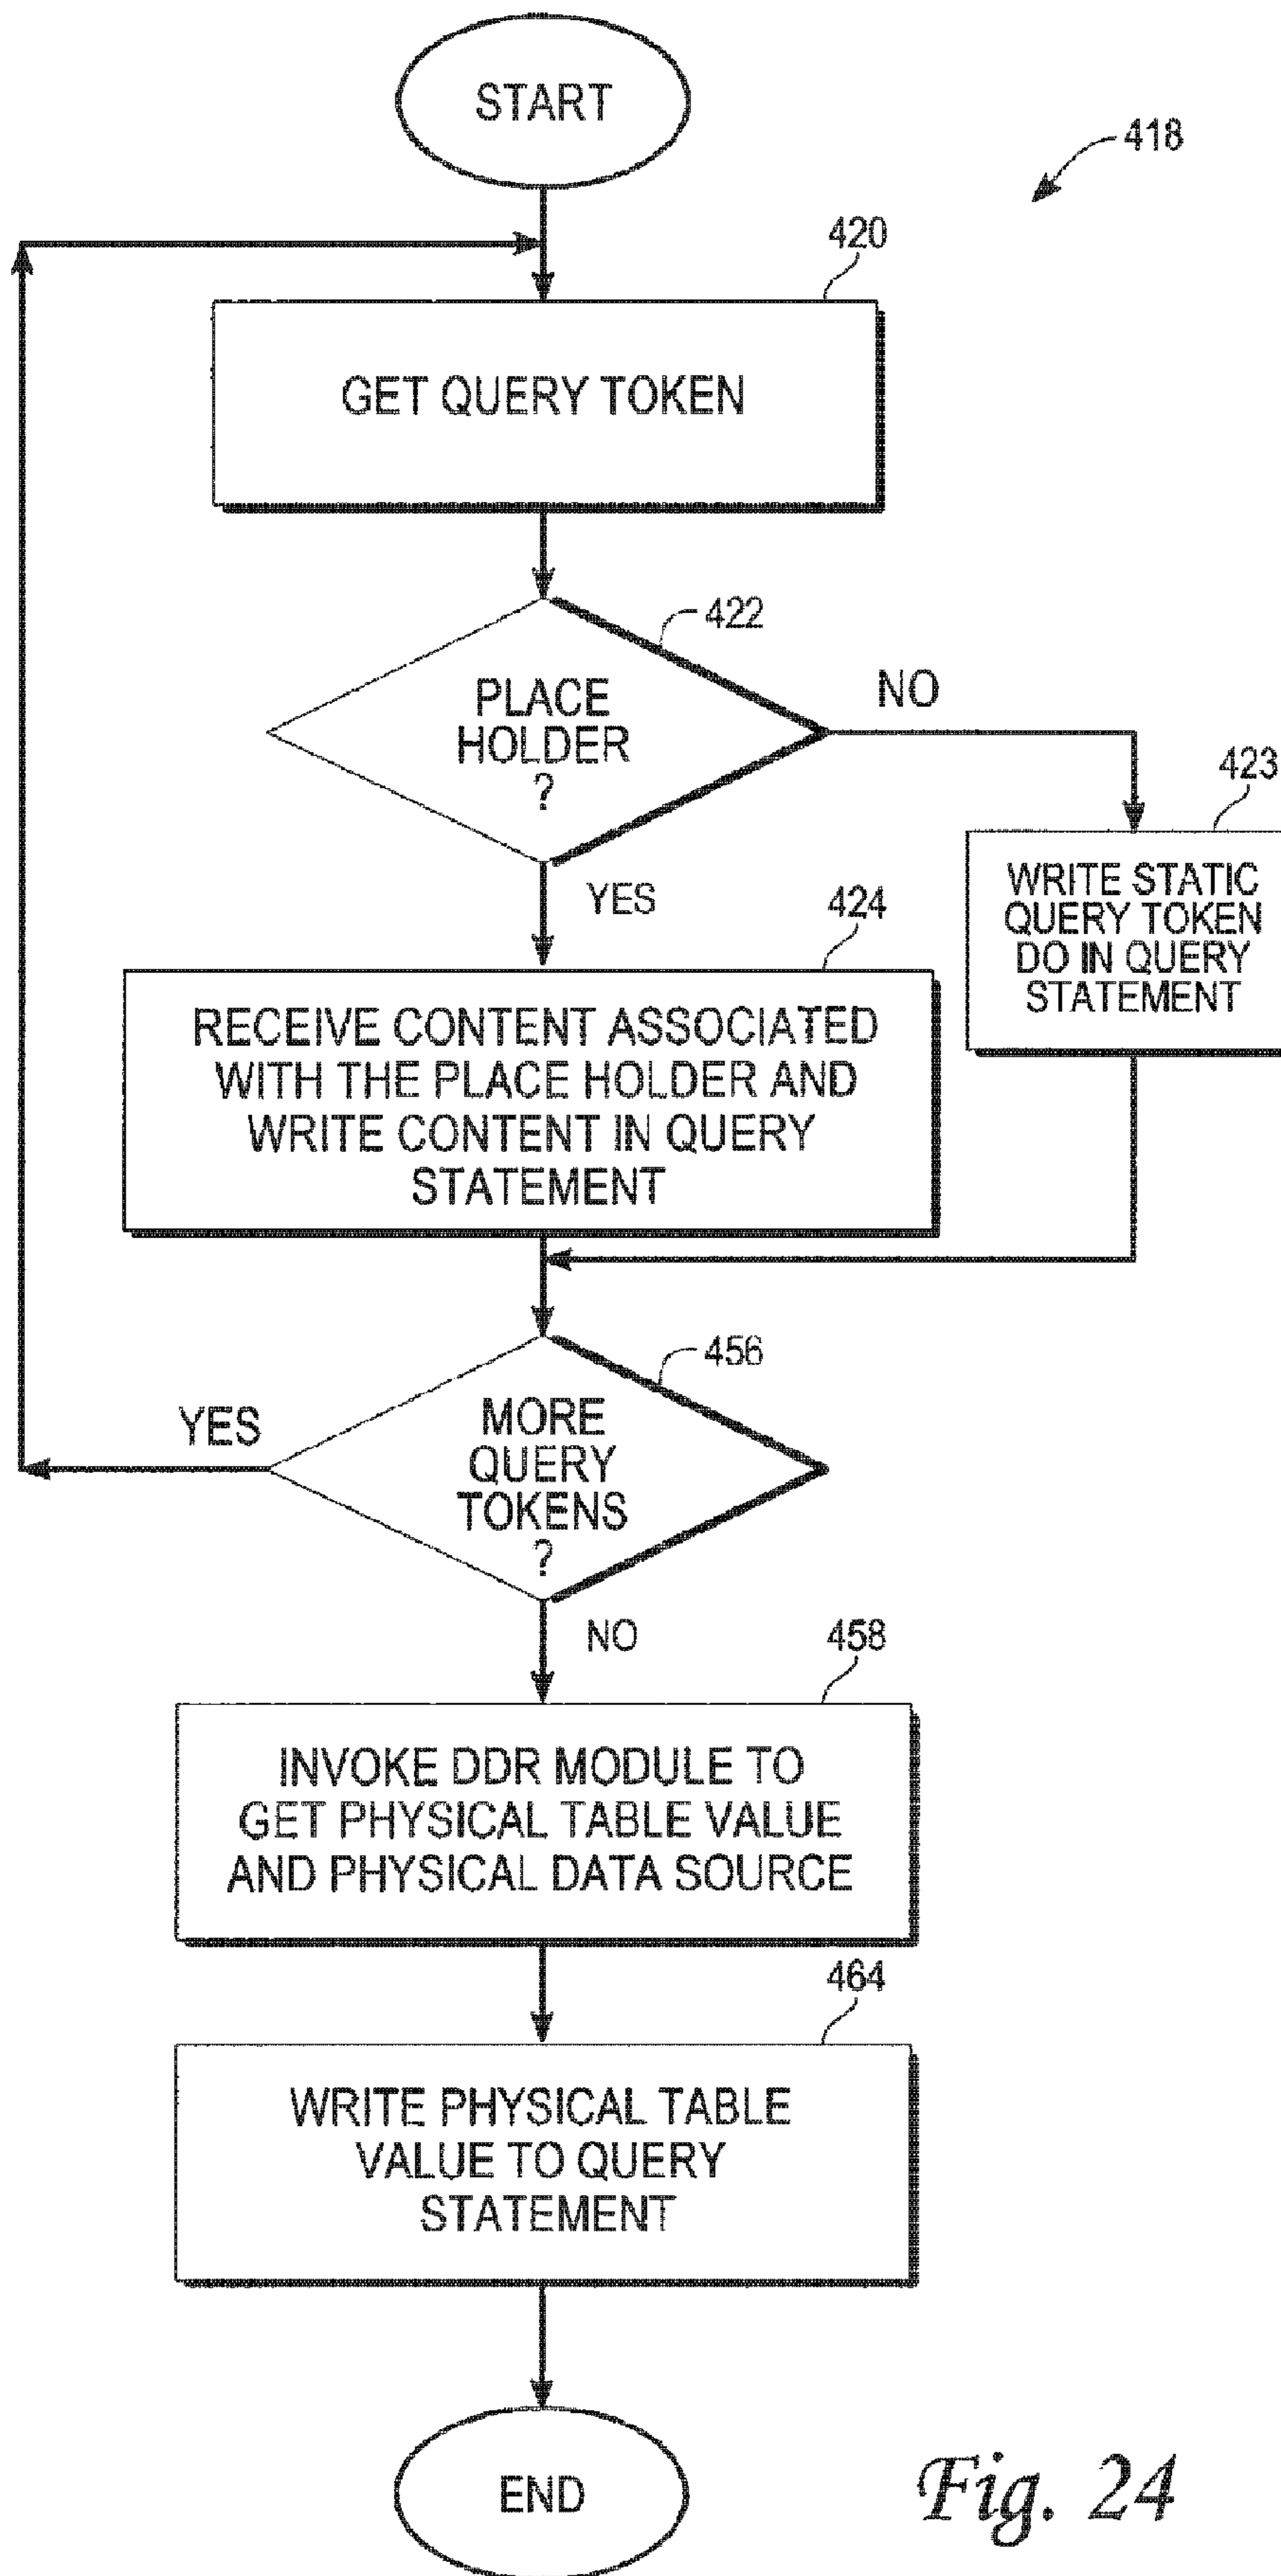 START
418
420
GET QUERY TOKEN
422
PLACE
HOLDER
?
NO
423
WRITE STATIC
QUERY TOKEN
DO IN QUERY
STATEMENT
YES
424
RECEIVE CONTENT ASSOCIATED
WITH THE PLACE HOLDER AND
WRITE CONTENT IN QUERY
STATEMENT
456
MORE
QUERY
TOKENS
?
YES
NO
458
INVOKE DDR MODULE TO
GET PHYSICAL TABLE VALUE
AND PHYSICAL DATA SOURCE
464
WRITE PHYSICAL TABLE
VALUE TO QUERY
STATEMENT
END
Fig. 24